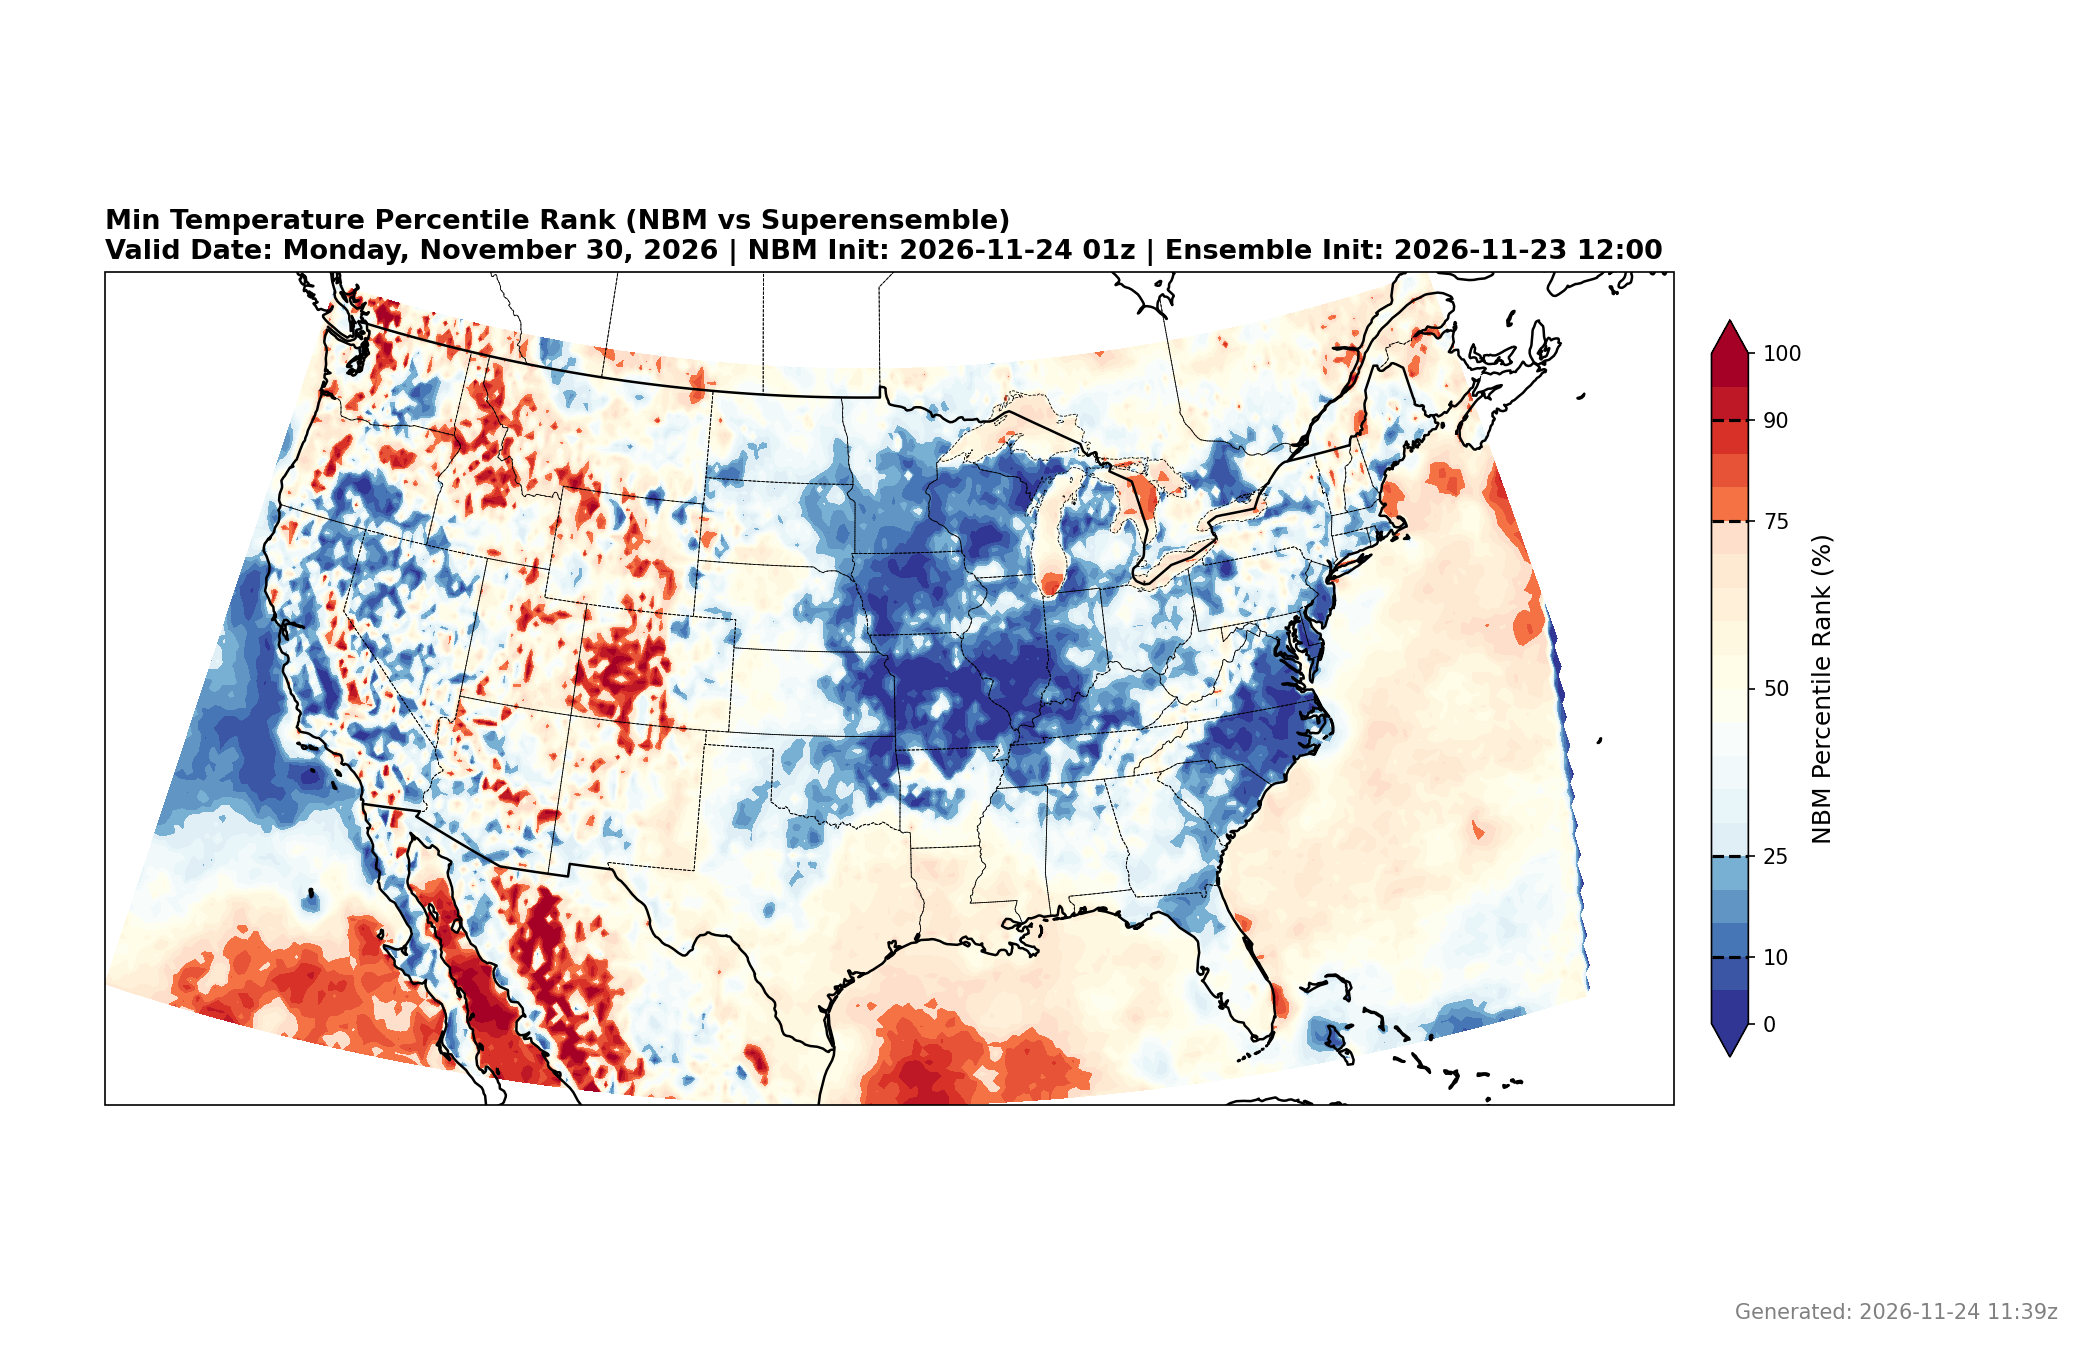 Min Temperature Percentile Rank (NBM vs Superensemble)
Valid Date: Monday, November 30, 2026 | NBM Init: 2026-11-24 01z | Ensemble Init: 2026-11-23 12:00
100
90
75
50
25
10
0
NBM Percentile Rank (%)
Generated: 2026-11-24 11:39z